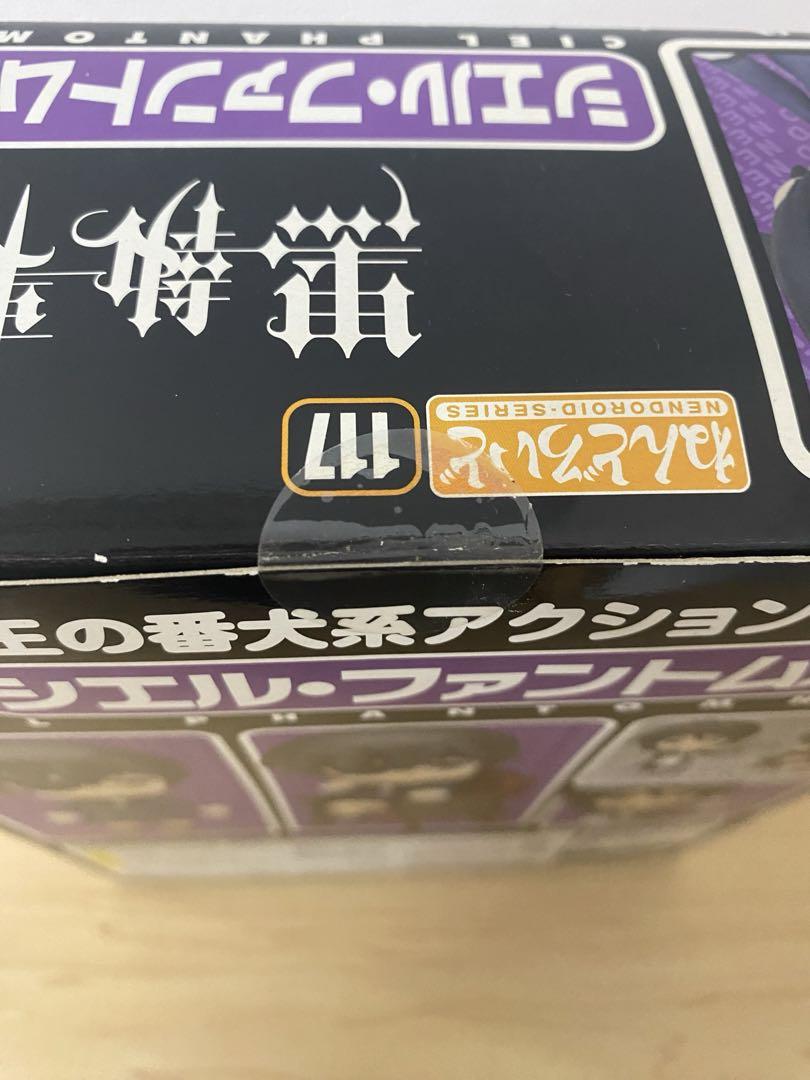 CIEL PHANTOM
シエル・ファントム
黒執
ねんどろいど
NENDOROID-SERIES
117
王の番犬系アクション
シエル・ファントム
L PHANTOM